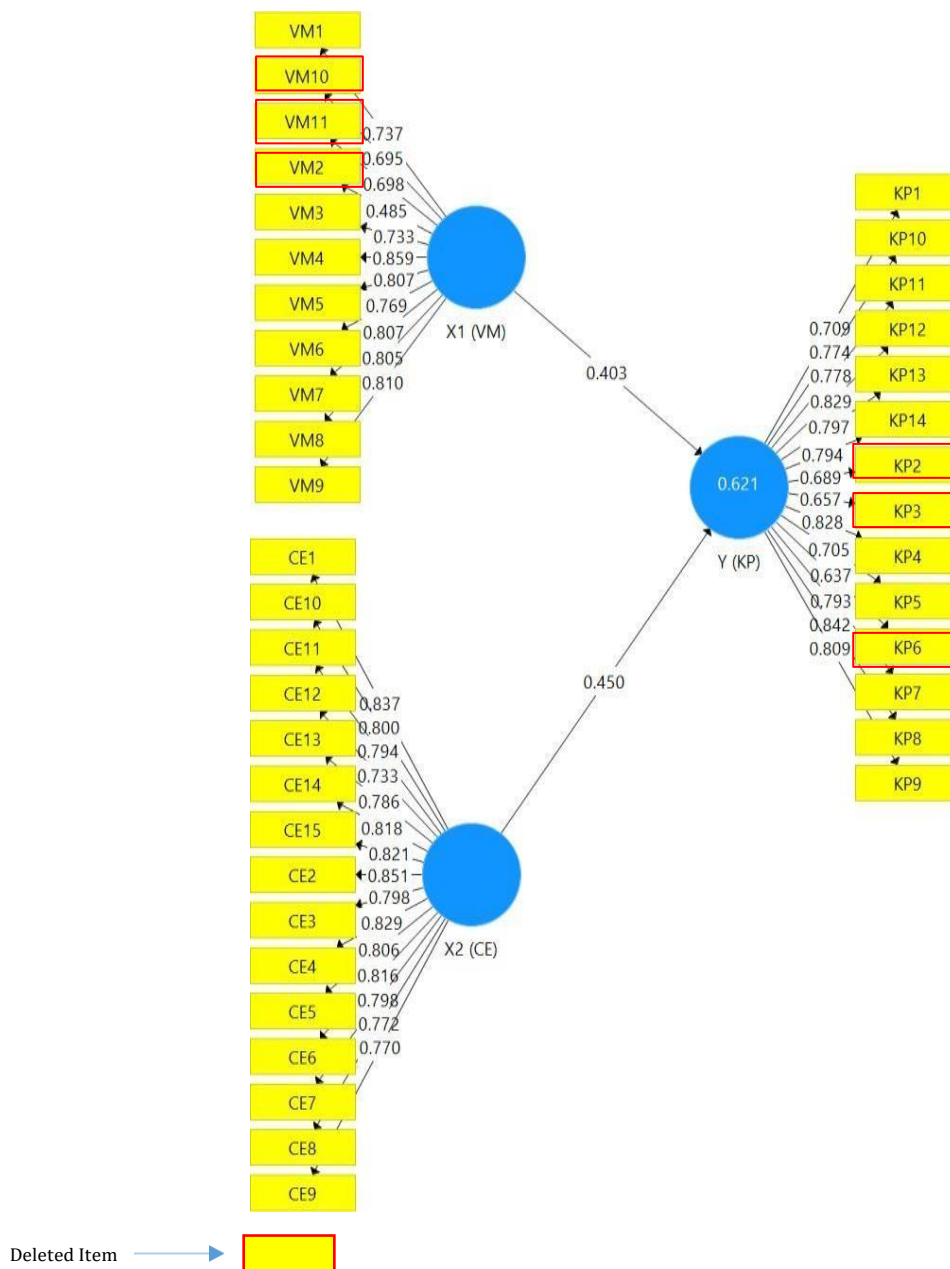 VM1
VM10
VM11
VM2
VM3
VM4
VM5
VM6
VM7
VM8
VM9
0.737
0.695
0.698
0.485
0.733
0.859
0.807
0.769
0.807
0.805
0.810
X1 (VM)
0.403
KP1
KP10
KP11
KP12
KP13
KP14
KP2
KP3
KP4
KP5
KP6
KP7
KP8
KP9
0.709
0.774
0.778
0.829
0.797
0.794
0.689
0.657
0.828
0.705
0.637
0.793
0.842
0.809
0.621
Y (KP)
CE1
CE10
CE11
CE12
CE13
CE14
CE15
CE2
CE3
CE4
CE5
CE6
CE7
CE8
CE9
0.837
0.800
0.794
0.733
0.786
0.818
0.821
0.851
0.798
0.829
0.806
0.816
0.798
0.772
0.770
X2 (CE)
0.450
Deleted Item